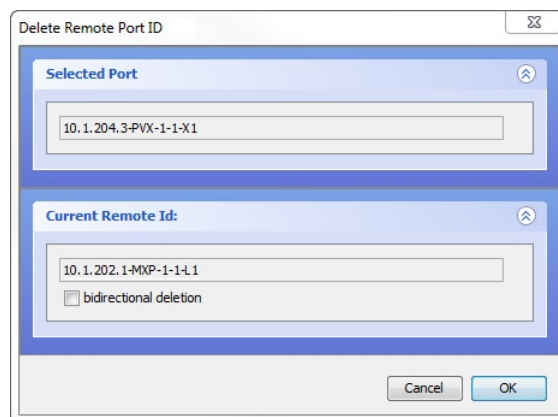 Delete Remote Port ID
Selected Port
10.1.204.3-PVX-1-1-X1
Current Remote Id:
10.1.202.1-MXP-1-1-L1
bidirectional deletion
Cancel OK